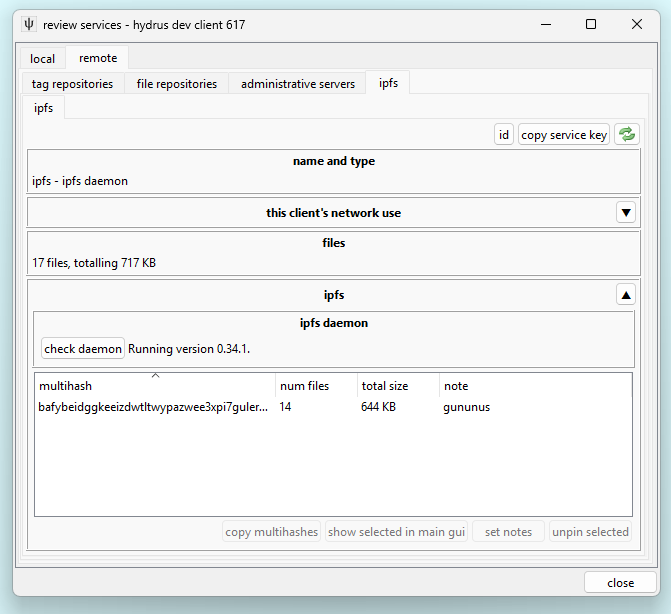 review services - hydrus dev client 617
local remote
tag repositories file repositories administrative servers ipfs
ipfs
id copy service key
name and type
ipfs - ipfs daemon
this client's network use
files
17 files, totalling 717 KB
ipfs
ipfs daemon
check daemon Running version 0.34.1.
multihash num files total size note
bafybeidggkeeizdwtltwypazwee3xpi7guler... 14 644 KB gununus
copy multihashes show selected in main gui set notes unpin selected
close